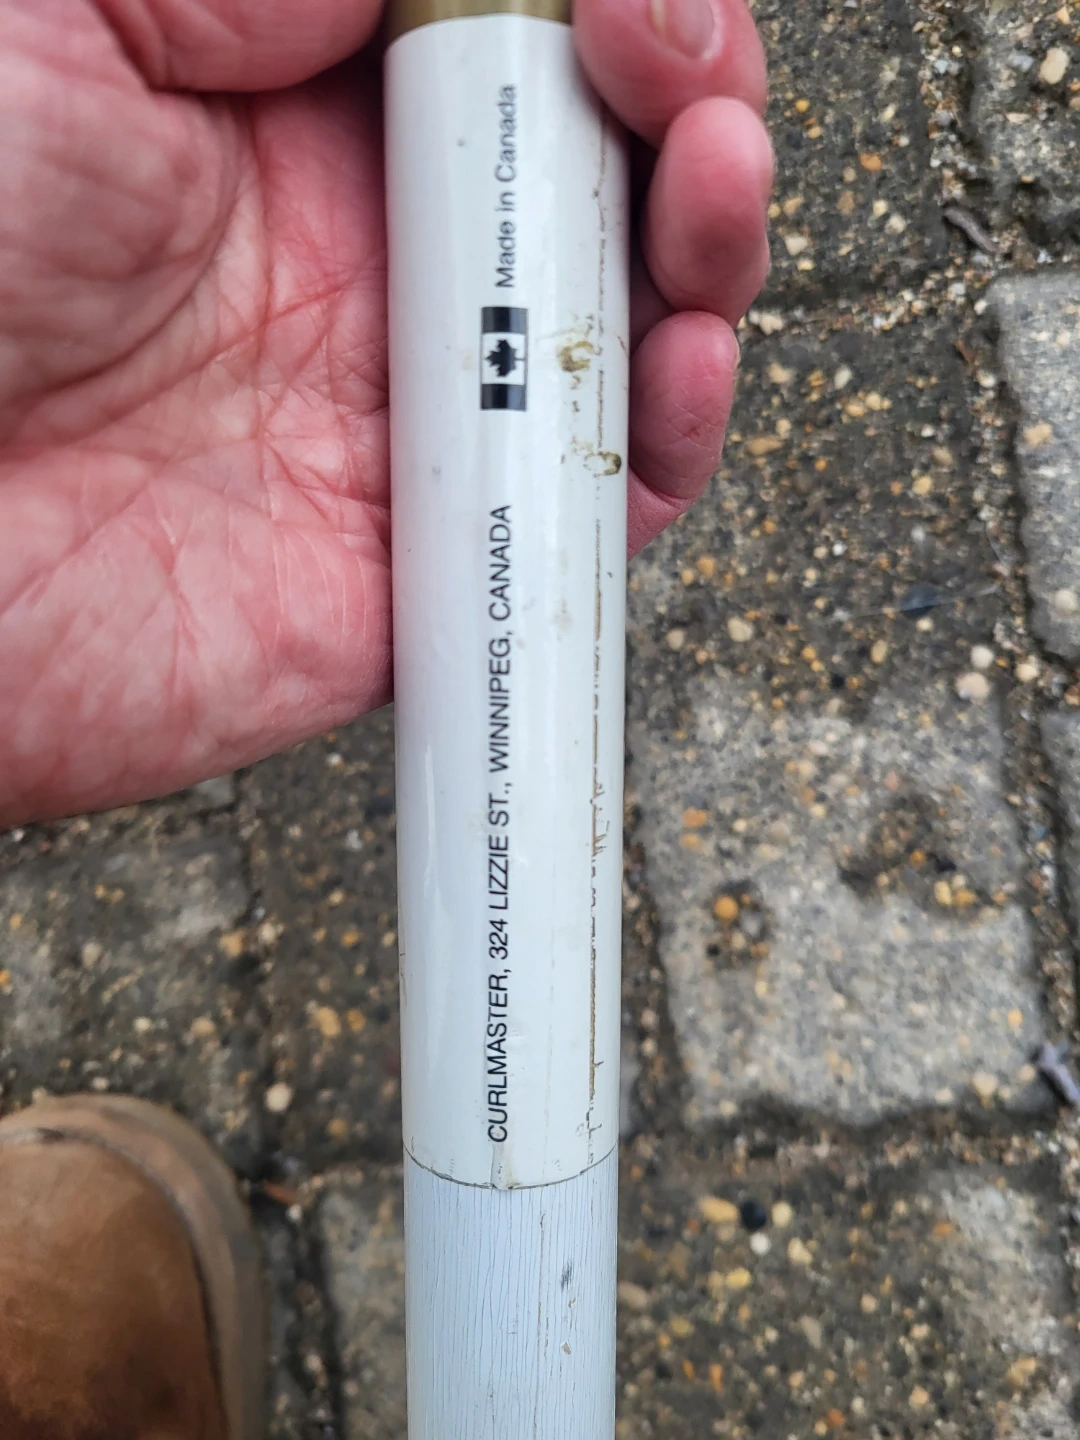 CURLMASTER, 324 LIZZIE ST., WINNIPEG, CANADA
Made in Canada